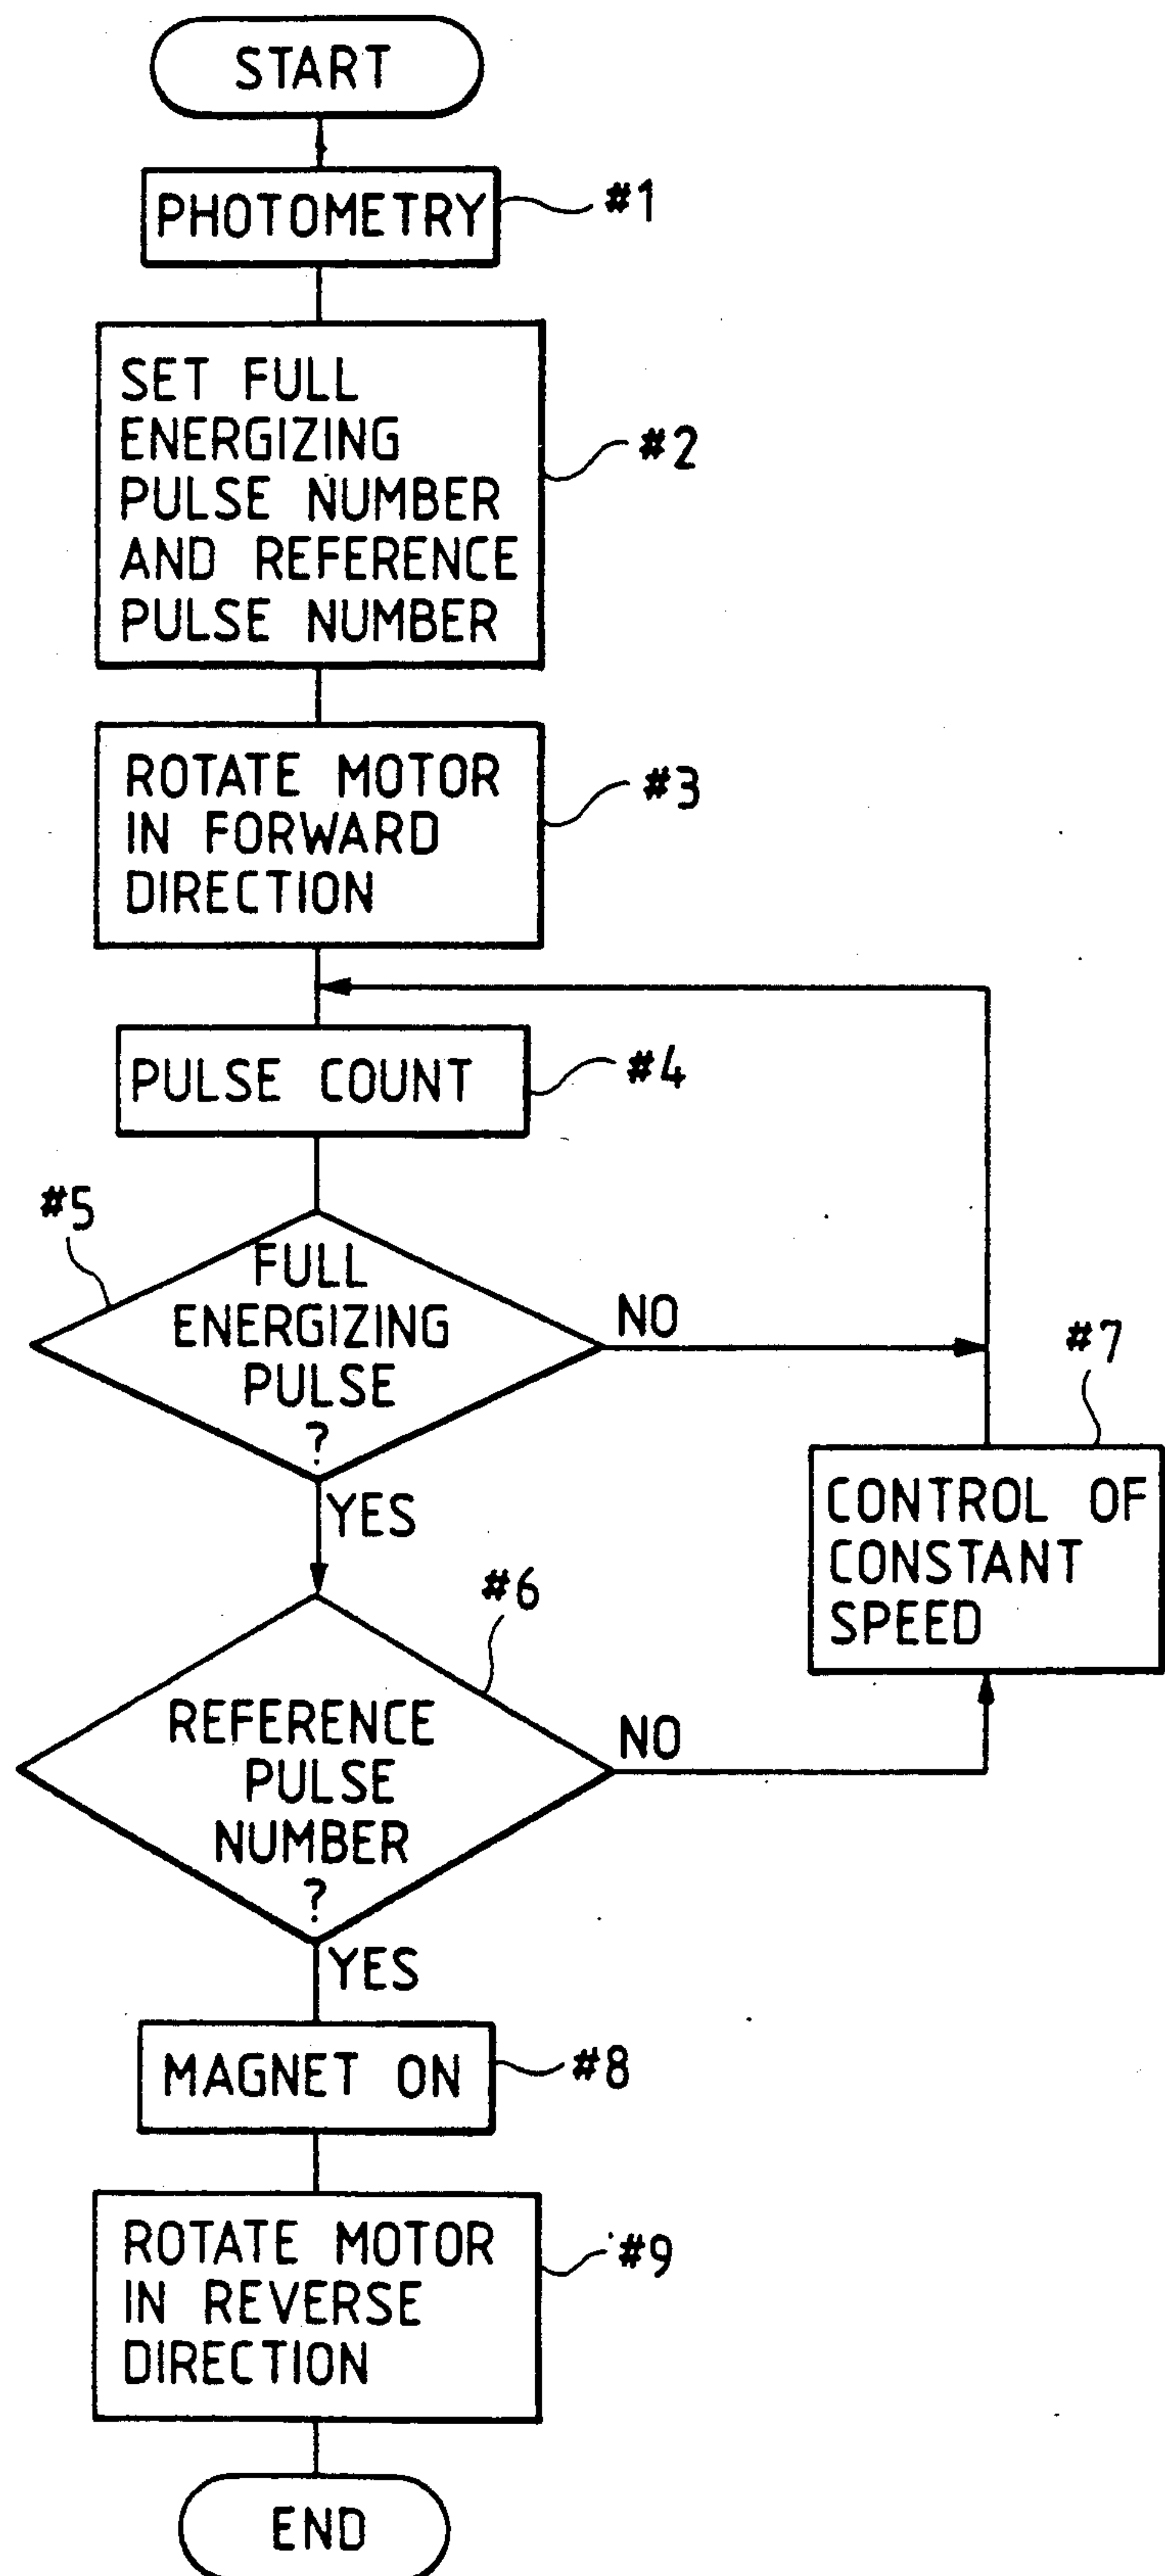 START
PHOTOMETRY
#1
SET FULL
ENERGIZING
PULSE NUMBER
AND REFERENCE
PULSE NUMBER
#2
ROTATE MOTOR
IN FORWARD
DIRECTION
#3
PULSE COUNT
#4
#5
FULL
ENERGIZING
PULSE
?
NO
YES
#6
REFERENCE
PULSE
NUMBER
?
NO
#7
CONTROL OF
CONSTANT
SPEED
YES
MAGNET ON
#8
ROTATE MOTOR
IN REVERSE
DIRECTION
#9
END